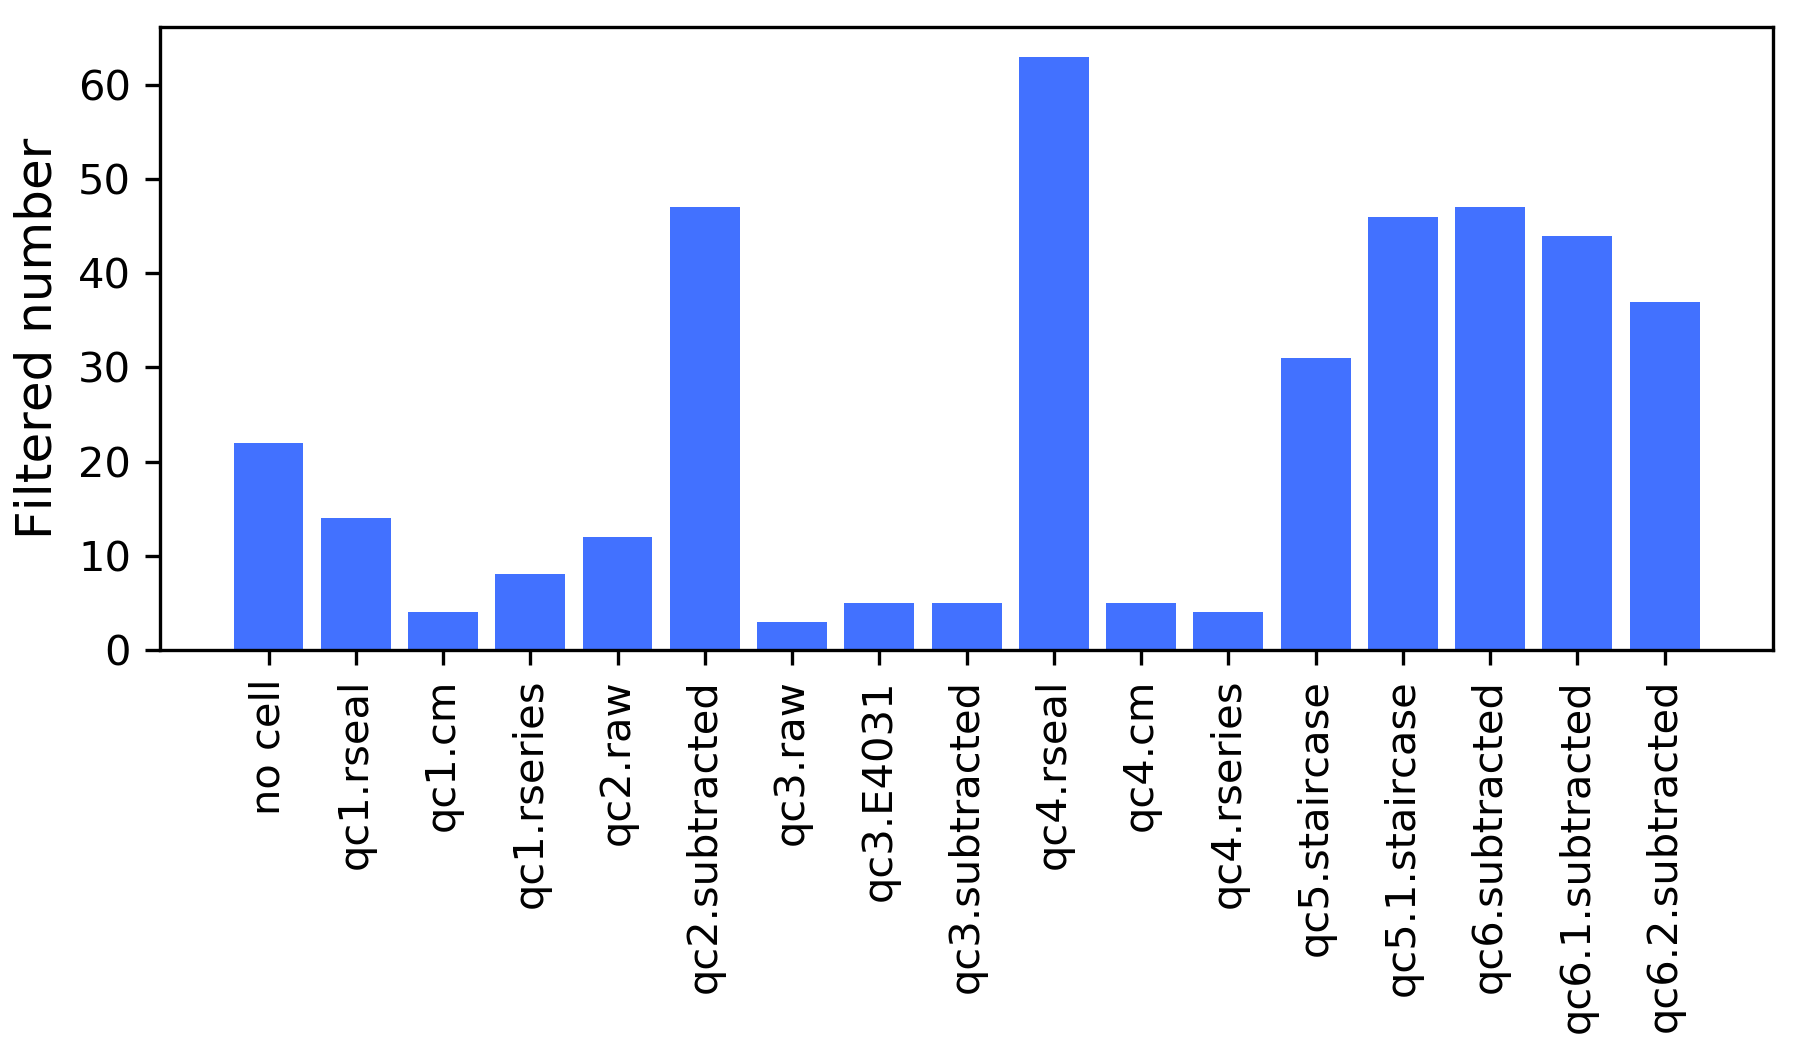 Filtered number
60
50
40
30
20
10
0
no cell
qc1.rseal
qc1.cm
qc1.rseries
qc2.raw
qc2.subtracted
qc3.raw
qc3.E4031
qc3.subtracted
qc4.rseal
qc4.cm
qc4.rseries
qc5.staircase
qc5.1.staircase
qc6.subtracted
qc6.1.subtracted
qc6.2.subtracted